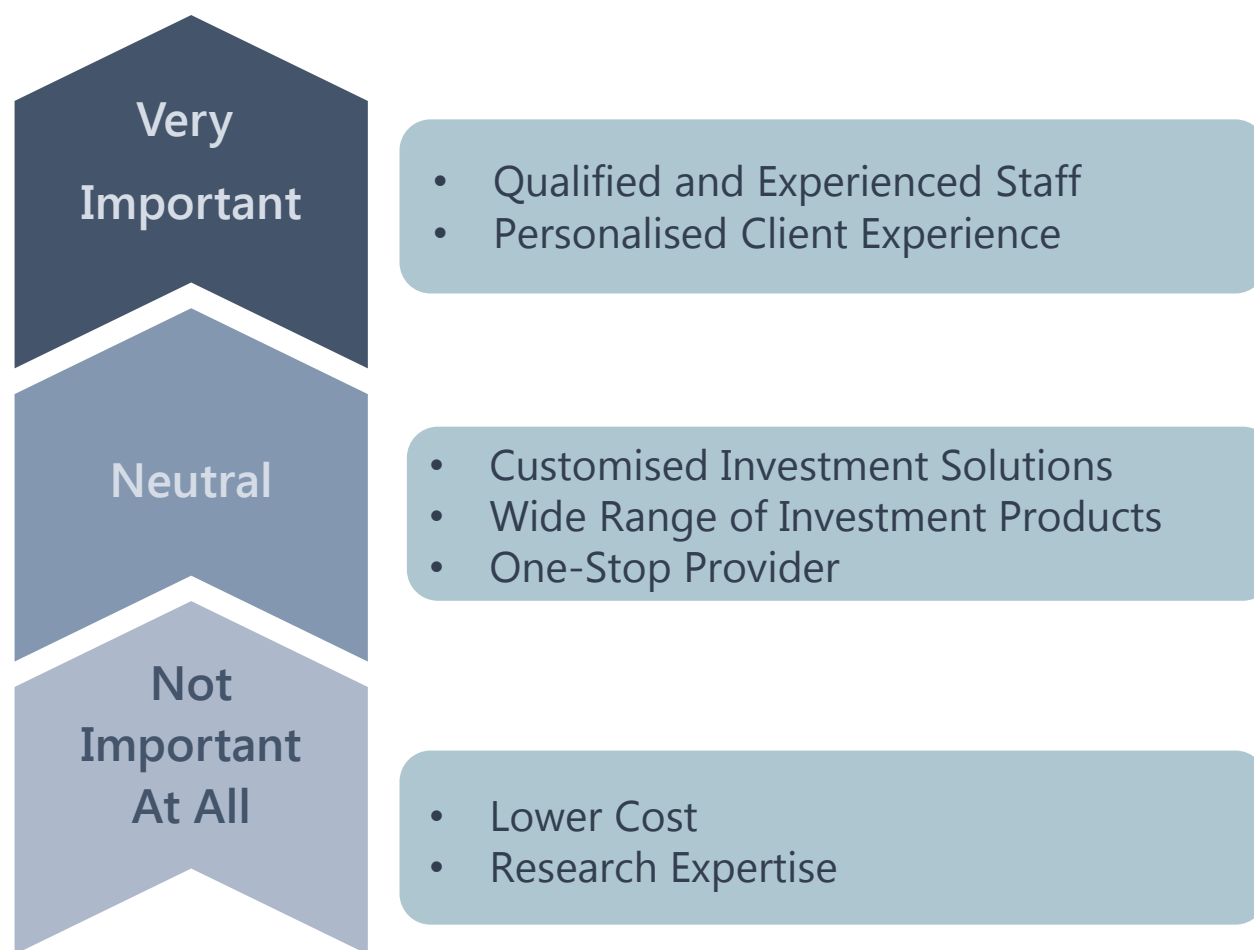 Very
Important
• Qualified and Experienced Staff
• Personalised Client Experience
Neutral
• Customised Investment Solutions
• Wide Range of Investment Products
• One-Stop Provider
Not
Important
At All
• Lower Cost
• Research Expertise